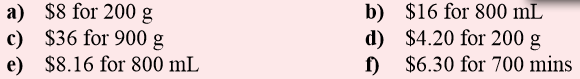 a) $8 for 200 g b) $16 for 800 mL
c) $36 for 900 g d) $4.20 for 200 g
e) $8.16 for 800 mL f) $6.30 for 700 mins